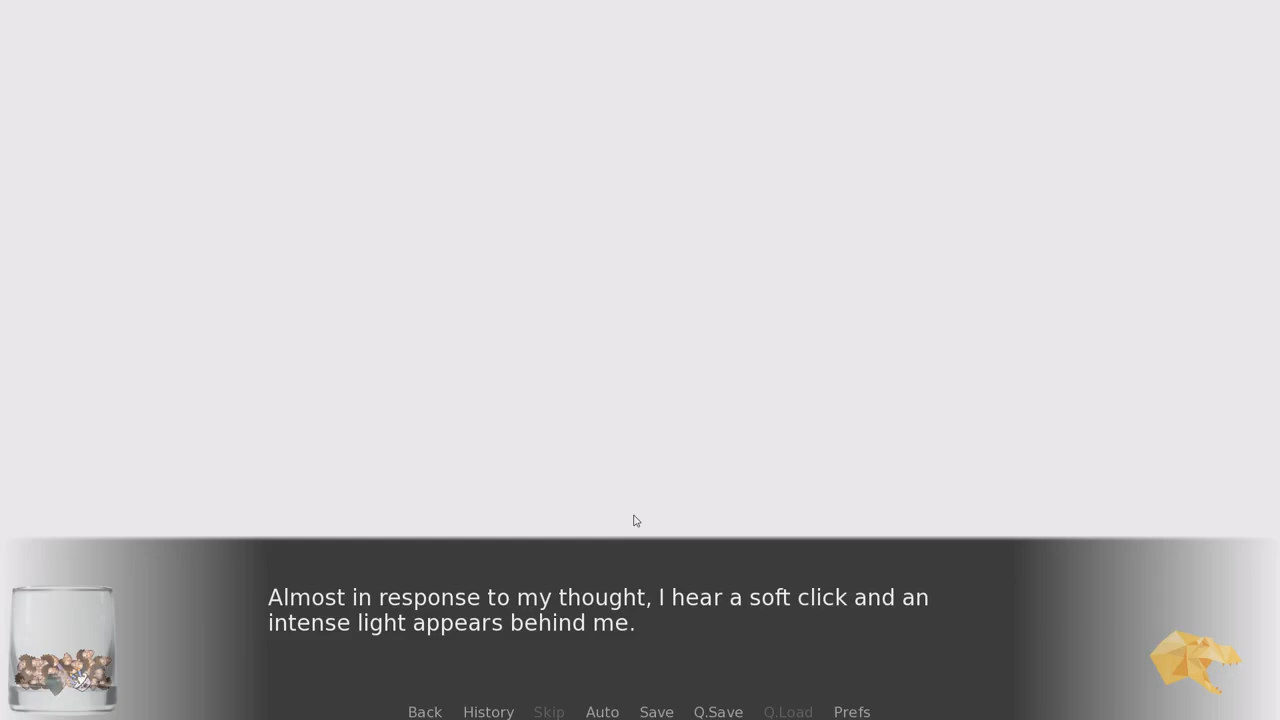 Almost in response to my thought, I hear a soft click and an
intense light appears behind me.
Back History Skip Auto Save Q.Save Q.Load Prefs